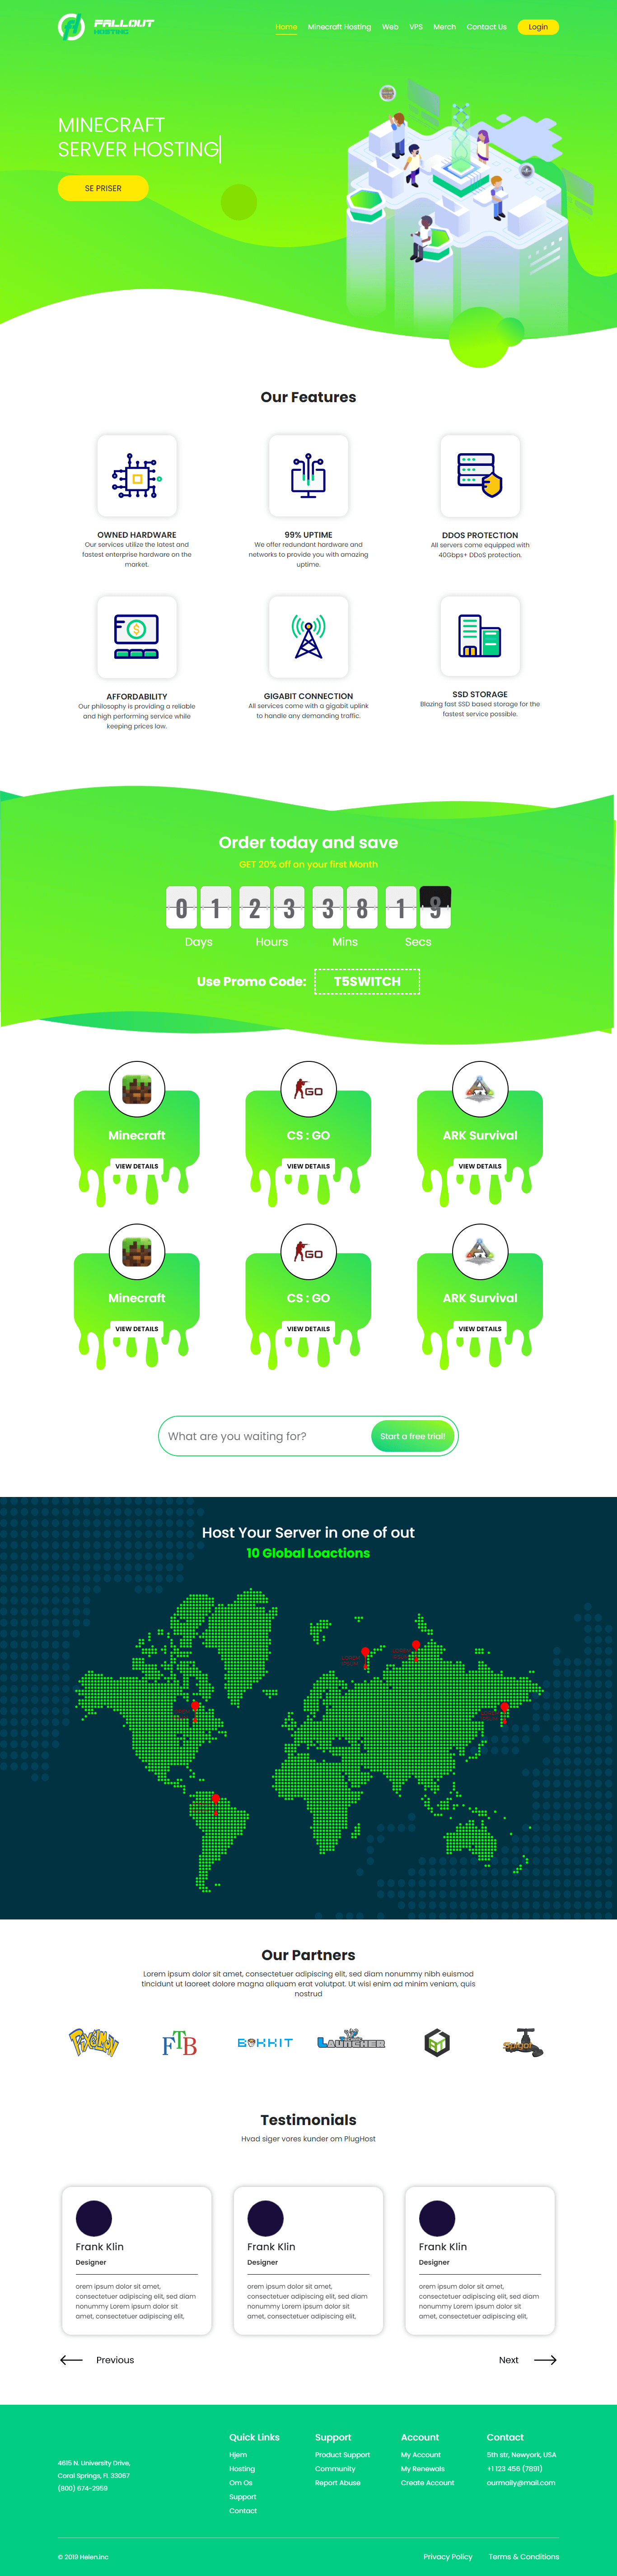 FALLOUT
HOSTING
Home Minecraft Hosting Web VPS Merch Contact Us Login
MINECRAFT
SERVER HOSTING
SE PRISER
Our Features
OWNED HARDWARE
Our services utilize the latest and
fastest enterprise hardware on the
market.
99% UPTIME
We offer redundant hardware and
networks to provide you with amazing
uptime.
DDOS PROTECTION
All servers come equipped with
40Gbps+ DDoS protection.
AFFORDABILITY
Our philosophy is providing a reliable
and high performing service while
keeping prices low.
GIGABIT CONNECTION
All services come with a gigabit uplink
to handle any demanding traffic.
SSD STORAGE
Blazing fast SSD based storage for the
fastest service possible.
Order today and save
GET 20% off on your first Month
0 1 2 3 3 8 1 9
Days Hours Mins Secs
Use Promo Code: T5SWITCH
GO
Minecraft CS : GO ARK Survival
VIEW DETAILS VIEW DETAILS VIEW DETAILS
GO
Minecraft CS : GO ARK Survival
VIEW DETAILS VIEW DETAILS VIEW DETAILS
What are you waiting for? Start a free trial!
Host Your Server in one of out
10 Global Loactions
Our Partners
Lorem ipsum dolor sit amet, consectetuer adipiscing elit, sed diam nonummy nibh euismod
tincidunt ut laoreet dolore magna aliquam erat volutpat. Ut wisi enim ad minim veniam, quis
nostrud
PIXELMON FTB BUKKIT LAUNCHER Spigot
Testimonials
Hvad siger vores kunder om PlugHost
Frank Klin
Designer
orem ipsum dolor sit amet,
consectetuer adipiscing elit, sed diam
nonummy Lorem ipsum dolor sit
amet, consectetuer adipiscing elit,
Frank Klin
Designer
orem ipsum dolor sit amet,
consectetuer adipiscing elit, sed diam
nonummy Lorem ipsum dolor sit
amet, consectetuer adipiscing elit,
Frank Klin
Designer
orem ipsum dolor sit amet,
consectetuer adipiscing elit, sed diam
nonummy Lorem ipsum dolor sit
amet, consectetuer adipiscing elit,
Previous Next
4615 N. University Drive,
Coral Springs, FL 33067
(800) 674-2959
Quick Links
Hjem
Hosting
Om Os
Support
Contact
Support
Product Support
Community
Report Abuse
Account
My Account
My Renewals
Create Account
Contact
5th str, Newyork, USA
+1 123 456 (7891)
ourmaily@mail.com
© 2019 Helen.Inc Privacy Policy Terms & Conditions